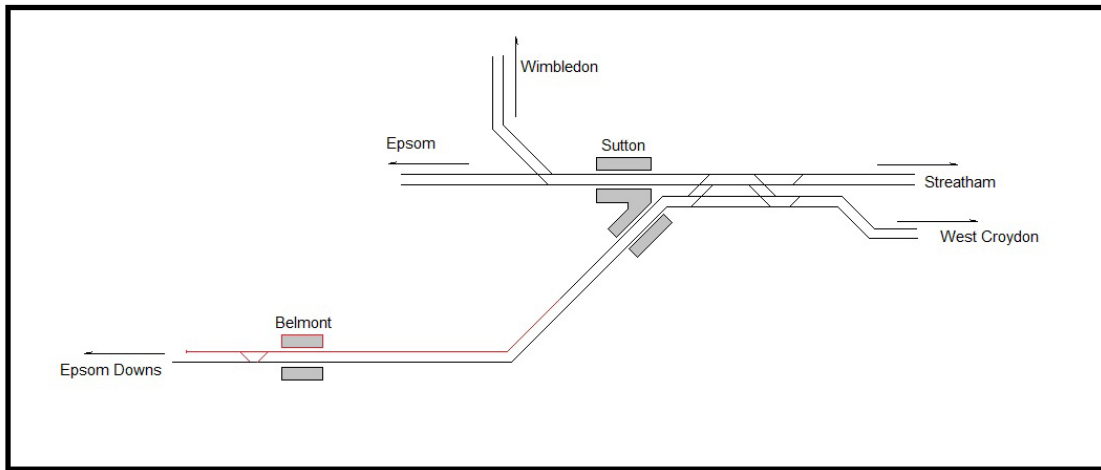 Wimbledon
Epsom
Sutton
Streatham
West Croydon
Belmont
Epsom Downs